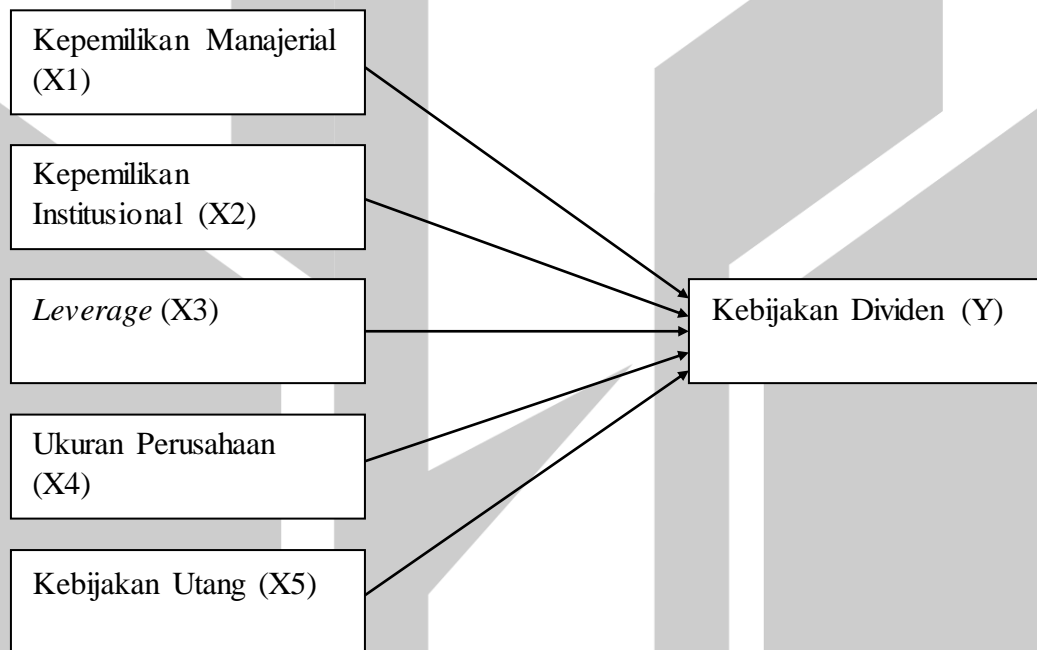 Kepemilikan Manajerial
(X1)
Kepemilikan
Institusional (X2)
Leverage (X3)
Kebijakan Dividen (Y)
Ukuran Perusahaan
(X4)
Kebijakan Utang (X5)